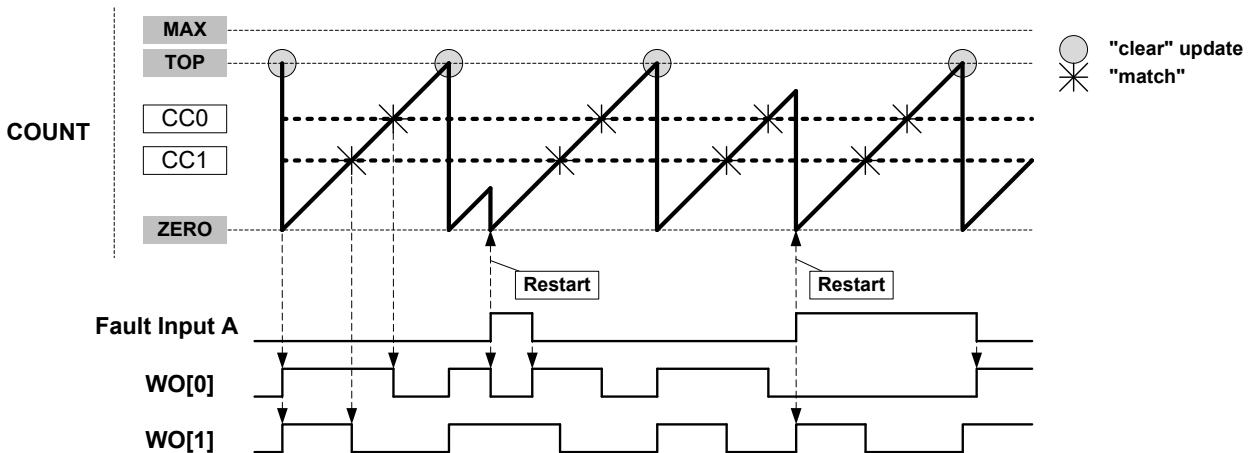 MAX
TOP
CC0
COUNT
CC1
ZERO
"clear" update
"match"
Restart
Restart
Fault Input A
WO[0]
WO[1]